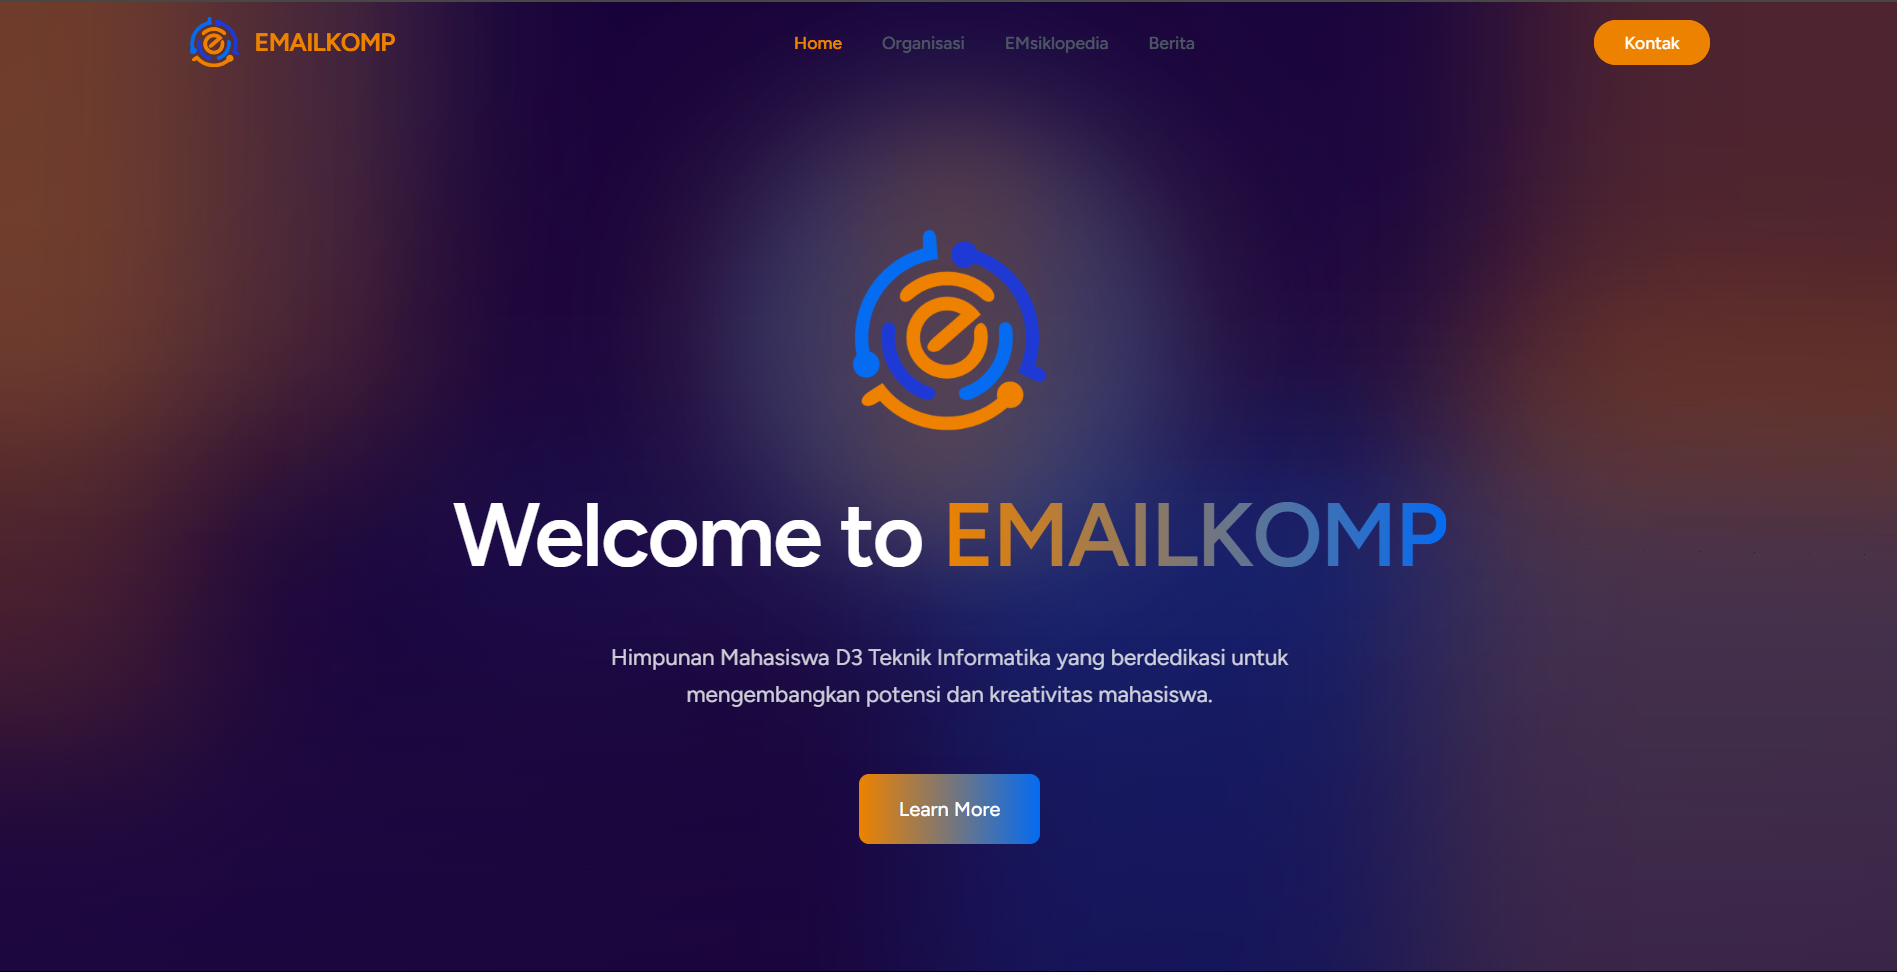 EMAILKOMP
Home
Organisasi
EMsiklopedia
Berita
Kontak
Welcome to EMAILKOMP
Himpunan Mahasiswa D3 Teknik Informatika yang berdedikasi untuk
mengembangkan potensi dan kreativitas mahasiswa.
Learn More